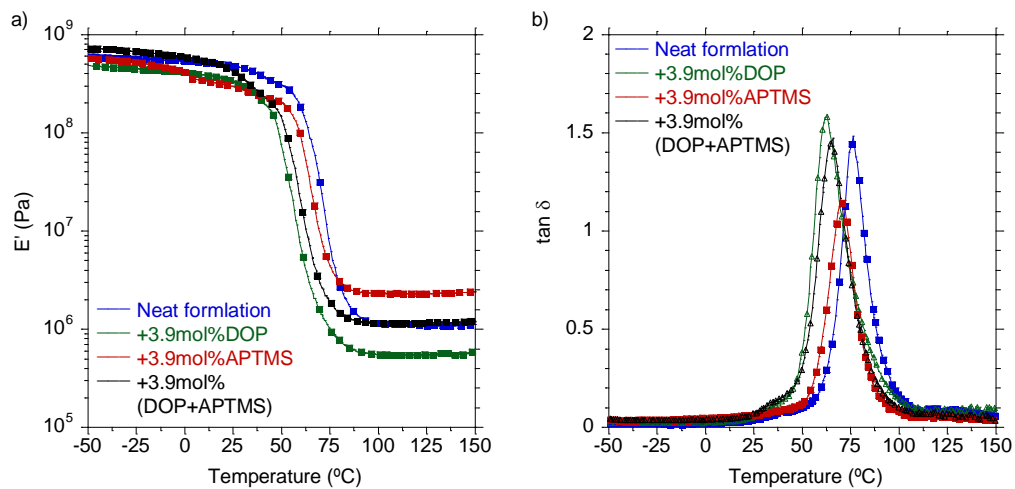 a)
10⁹
10⁸
10⁷
10⁶
10⁵
E' (Pa)
Neat formlation
+3.9mol%DOP
+3.9mol%APTMS
+3.9mol%
(DOP+APTMS)
-50 -25 0 25 50 75 100 125 150
Temperature (ºC)
b)
2
1.5
1
0.5
0
tan δ
Neat formlation
+3.9mol%DOP
+3.9mol%APTMS
+3.9mol%
(DOP+APTMS)
-50 -25 0 25 50 75 100 125 150
Temperature (ºC)